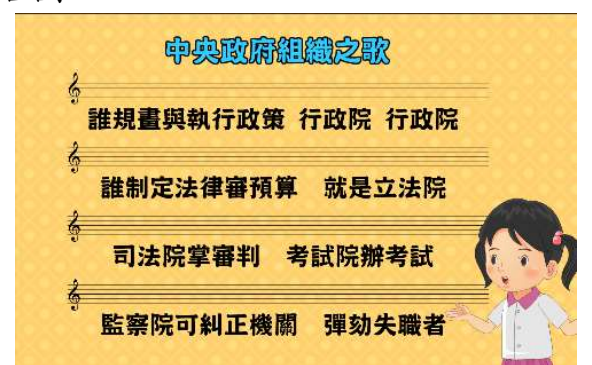 中央政府組織之歌
誰規畫與執行政策 行政院 行政院
誰制定法律審預算 就是立法院
司法院掌審判 考試院辦考試
監察院可糾正機關 彈劾失職者